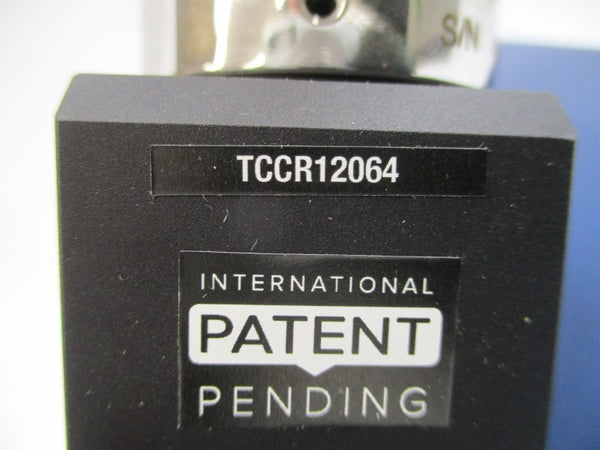 S/N
TCCR12064
INTERNATIONAL
PATENT
PENDING